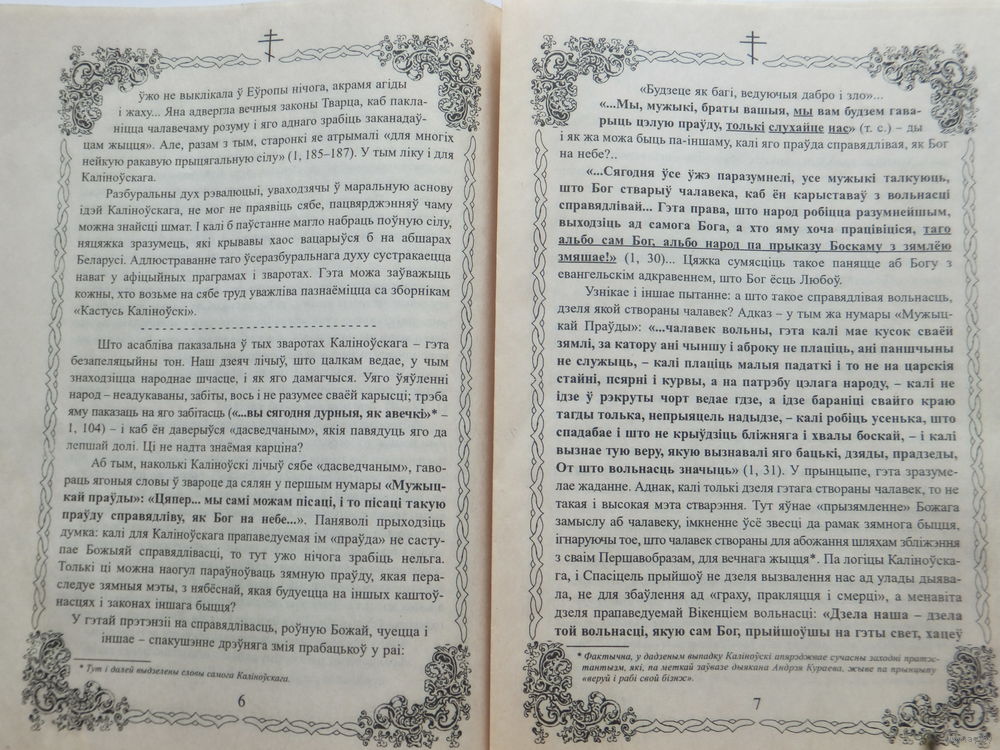 ўжо не выклікала ў Еўропы нічога, акрамя агіды
і жаху... Яна адвергла вечныя законы Тварца, каб пакла-
ніцца чалавечаму розуму і яго аднаго зрабіць заканадаў-
цам жыцця». Але, разам з тым, старонкі яе атрымалі «для многіх
нейкую ракавую прыцягальную сілу» (1, 185–187). У тым ліку і для
Каліноўскага.
Разбуральны дух рэвалюцыі, уваходзячы ў маральную аснову
ідэй Каліноўскага, не мог не праявіць сябе, пацвярджэнняў чаму
можна знайсці шмат. І калі б паўстанне магло набраць поўную сілу,
няцяжка зразумець, які крывавы хаос вацарыўся б на абшарах
Беларусі. Адлюстраванне таго ўсеразбуральнага духу сустракаецца
нават у афіцыйных праграмах і зваротах. Гэта можа заўважыць
кожны, хто возьме на сябе труд уважліва пазнаёміцца са зборнікам
«Кастусь Каліноўскі».
Што асабліва паказальна ў тых зваротах Каліноўскага – гэта
безапеляцыйны тон. Наш дзеяч лічыў, што цалкам ведае, у чым
знаходзіцца народнае шчасце, і як яго дамагчыся. Уяго ўяўленні
народ – неадукаваны, забіты, вось і не разумее сваёй карысці; трэба
яму паказаць на яго забітасць («...вы сягодня дурныя, як авечкі»* –
1, 104) – і каб ён даверыўся «дасведчаным», якія павядуць яго да
лепшай долі. Ці не надта знаёмая карціна?
Аб тым, наколькі Каліноўскі лічыў сябе «дасведчаным», гаво-
раць ягоныя словы ў звароце да сялян у першым нумары «Мужыц-
кай праўды»: «Цяпер... мы самі можам пісаці, і то пісаці такую
праўду справядліву, як Бог на небе...». Паняволі прыходзіць
думка: калі для Каліноўскага прапаведуемая ім «праўда» не састу-
пае Божыяй справядлівасці, то тут ужо нічога зрабіць нельга.
Толькі ці можна наогул параўноўваць зямную праўду, якая пера-
следуе зямныя мэты, з нябёснай, якая будуецца на іншых каштоў-
насцях і законах іншага быцця?
У гэтай прэтэнзіі на справядлівасць, роўную Божай, чуецца і
іншае – спакушэнне дрэўняга змія прабацькоў у раі:
* Тут і далей выдзелены словы самога Каліноўскага.
6
«Будзеце як багі, ведуючыя дабро і зло»...
«...Мы, мужыкі, браты вашыя, мы вам будзем гава-
рыць цэлую праўду, толькі слухайце нас» (т. с.) – ды
і як жа можа быць па-іншаму, калі яго праўда справядлівая, як Бог
на небе?..
«...Сягодня ўсе ўжэ паразумнелі, усе мужыкі талкуюць,
што Бог стварыў чалавека, каб ён карыставаў з вольнасці
справядлівай... Гэта права, што народ робіцца разумнейшым,
выходзіць ад самога Бога, а хто яму хоча працівіціся, таго
альбо сам Бог, альбо народ па прыказу Боскаму з зямлёю
змяшае!» (1, 30)... Цяжка сумясціць такое паняцце аб Богу з
евангельскім адкравеннем, што Бог ёсць Любоў.
Узнікае і іншае пытанне: а што такое справядлівая вольнасць,
дзеля якой створаны чалавек? Адказ – у тым жа нумары «Мужыц-
кай Праўды»: «...чалавек вольны, гэта калі мае кусок сваёй
зямлі, за катору ані чыншу і аброку не плаціць, ані паншчыны
не служыць, – калі плаціць малыя падаткі і то не на царскія
стайні, псярні і курвы, а на патрэбу цэлага народу, – калі не
ідзе ў рэкруты чорт ведае гдзе, а ідзе бараніці свайго краю
тагды толька, непрыяцель надыдзе, – калі робіць усенька, што
спадабае і што не крыўдзіць бліжняга і хвалы боскай, – і калі
вызнае тую веру, якую вызнавалі яго бацькі, дзяды, прадзеды,
От што вольнасць значыць» (1, 31). У прынцыпе, гэта зразуме-
лае жаданне. Аднак, калі толькі дзеля гэтага створаны чалавек, то не
такая і высокая мэта стварэння. Тут яўнае «прызямленне» Божага
замыслу аб чалавеку, імкненне ўсё звесці да рамак зямнога быцця,
ігнаруючы тое, што чалавек створаны для абожання шляхам збліжэння
з сваім Першавобразам, для вечнага жыцця*. Па логіцы Каліноўска-
га, і Спасіцель прыйшоў не дзеля вызвалення нас ад улады дыява-
ла, не для збаўлення ад «граху, пракляцця і смерці», а менавіта
дзеля прапаведуемай Вікенціем вольнасці: «Дзела наша – дзела
той вольнасці, якую сам Бог, прыйшоўшы на гэты свет, хацеў
* Фактычна, у дадзеным выпадку Каліноўскі апярэджвае сучасны заходні пратэс-
тантызм, які, па меткай заўвазе дыякана Андрэя Кураева, жыве па прынцыпу
«веруй і рабі свой бізнэс».
7